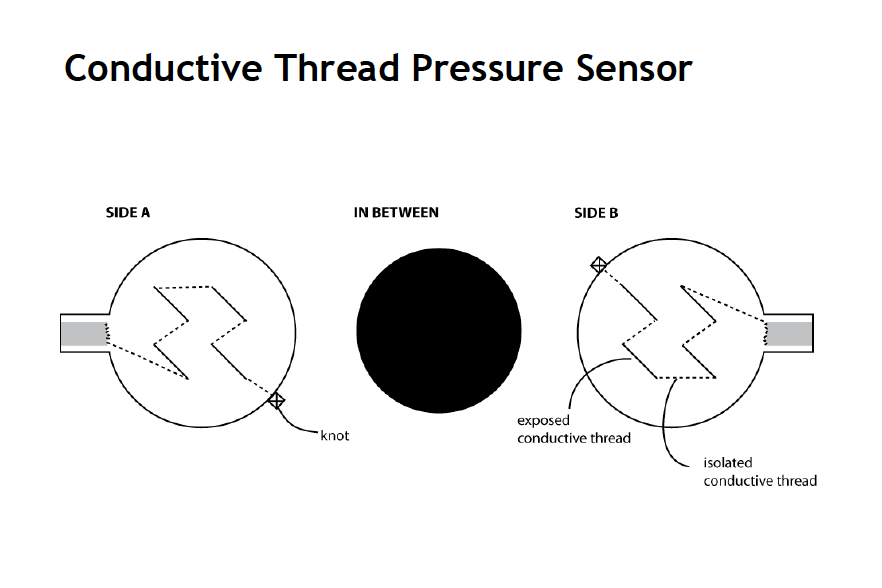 Conductive Thread Pressure Sensor
SIDE A
IN BETWEEN
SIDE B
knot
exposed
conductive thread
isolated
conductive thread